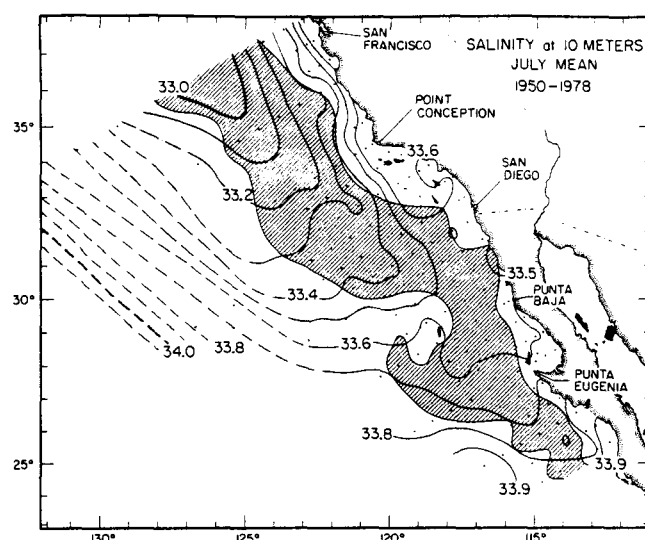 SAN
FRANCISCO
SALINITY at 10 METERS
JULY MEAN
1950-1978
33.0
POINT
CONCEPTION
35°
33.6
SAN
DIEGO
33.2
33.5
30°
33.4
PUNTA
BAJA
34.0
33.8
33.6
PUNTA
EUGENIA
33.8
25°
33.9
33.9
130°
125°
120°
115°